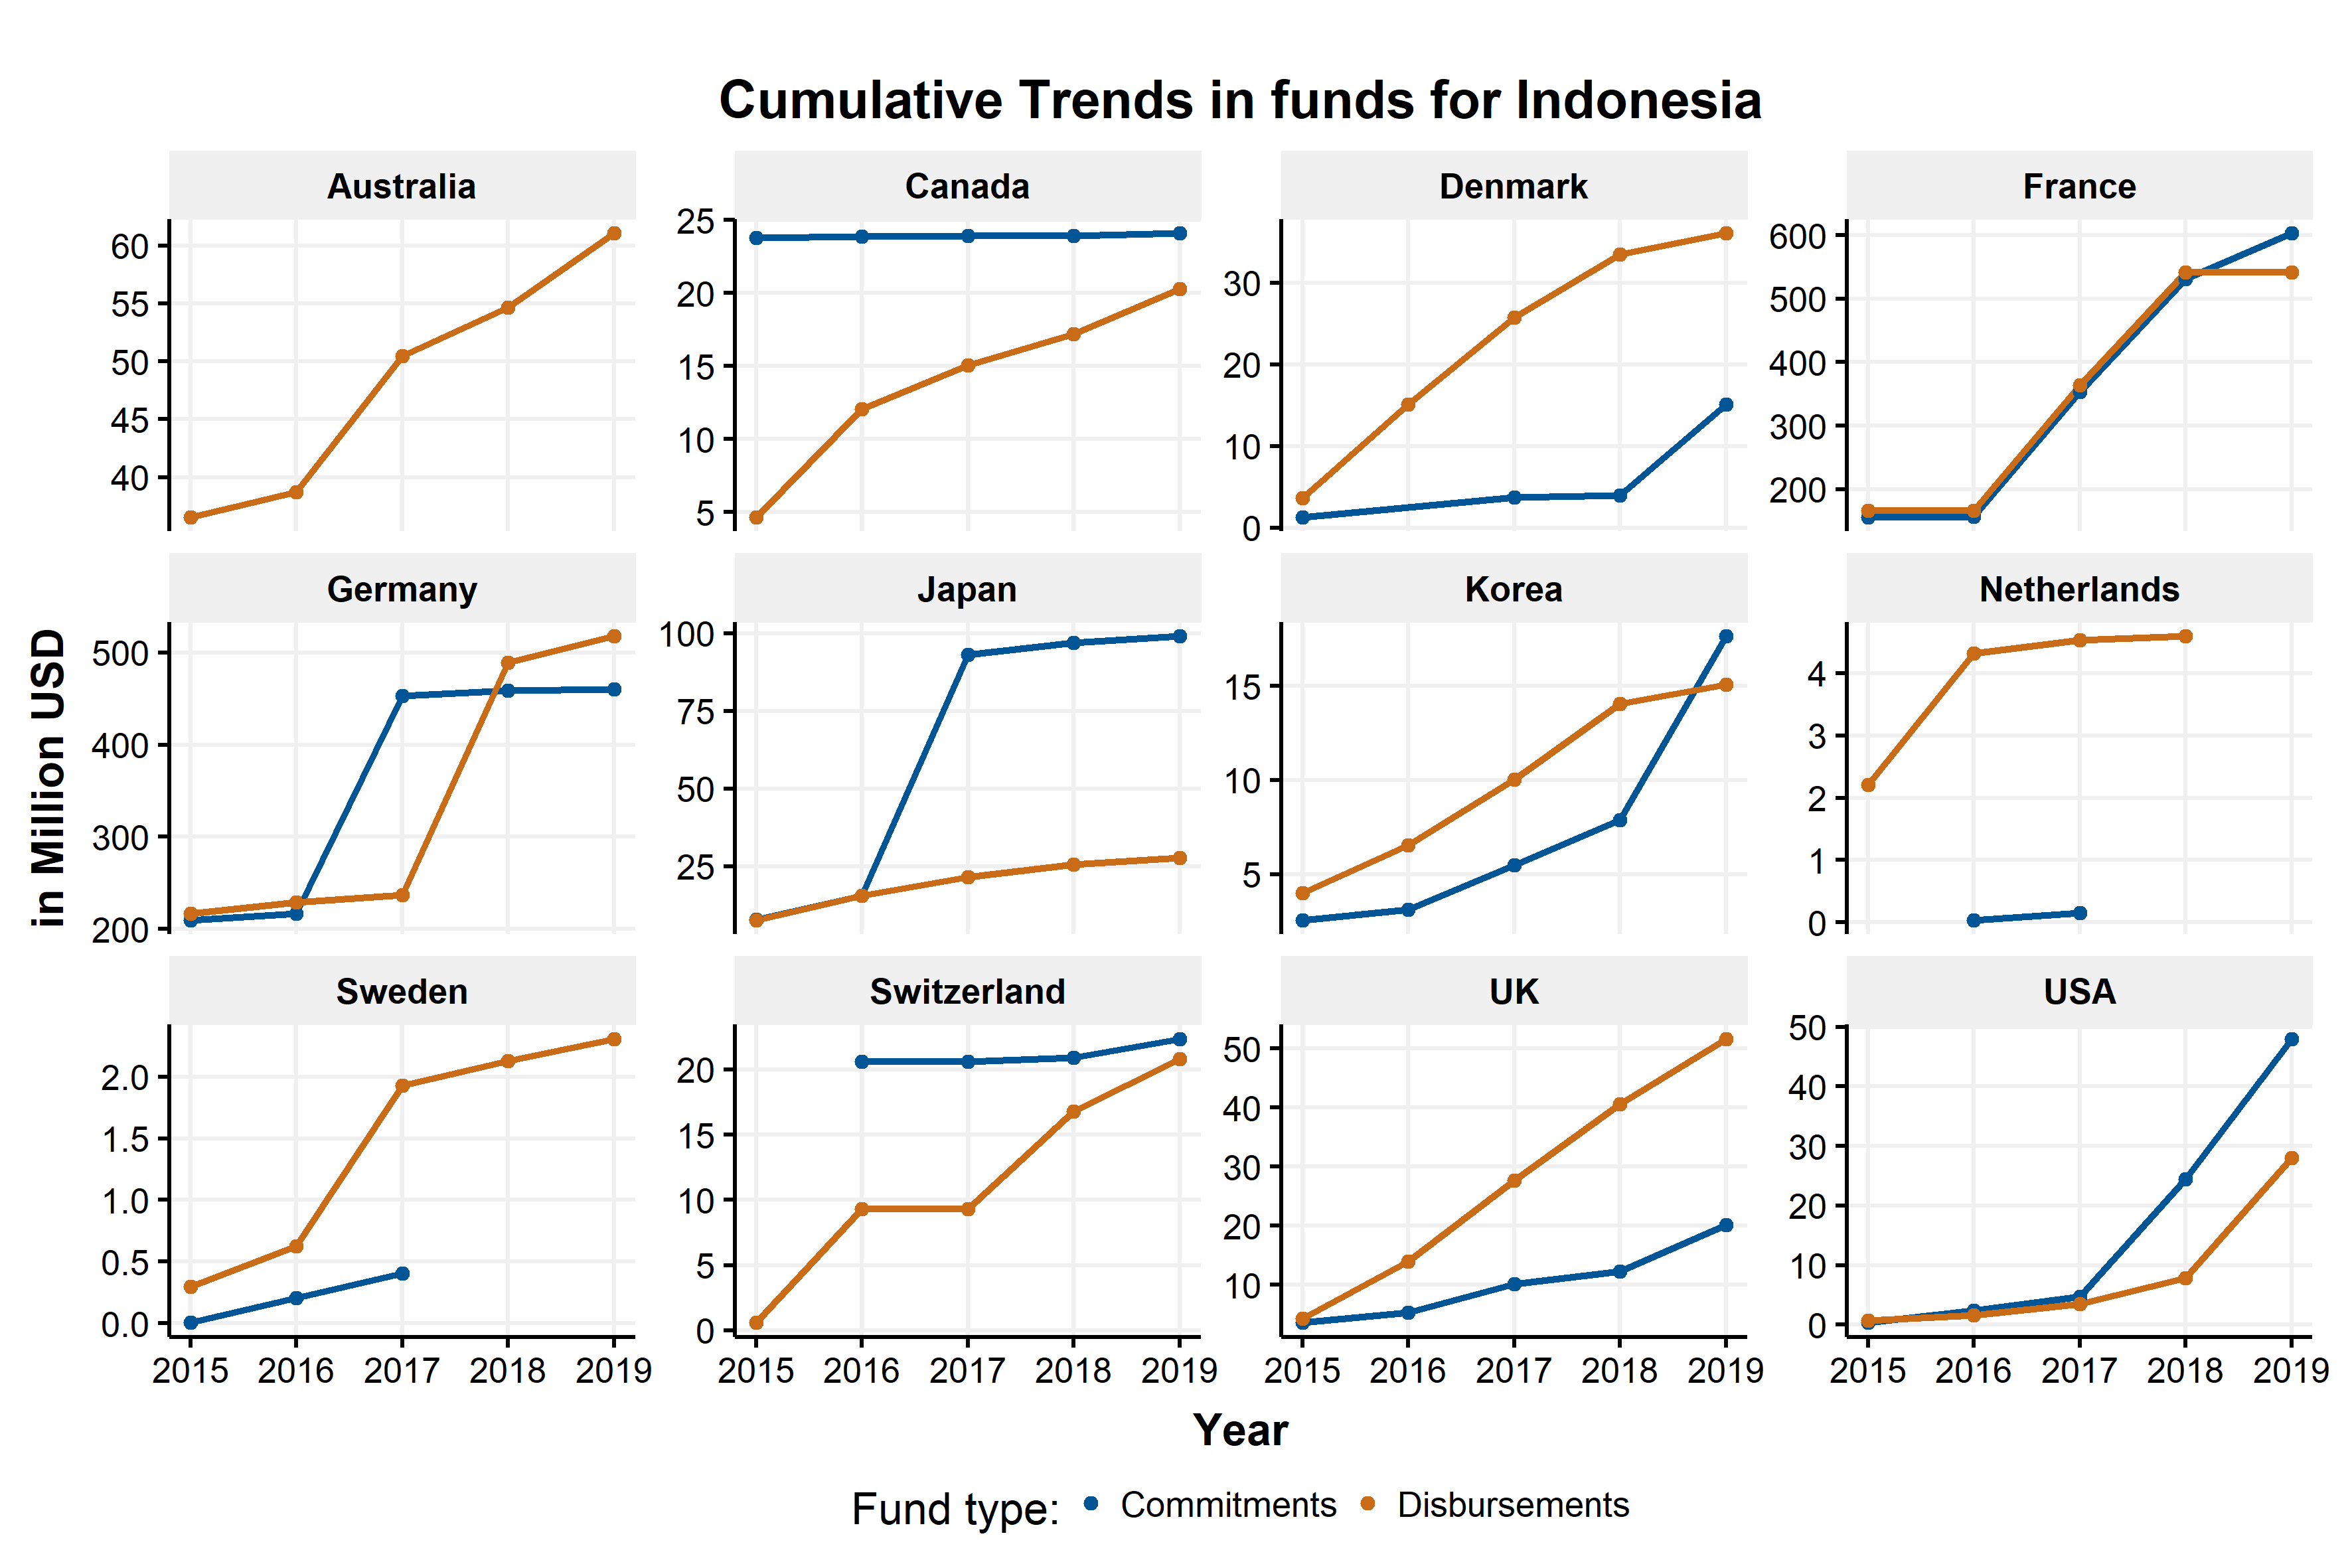 Cumulative Trends in funds for Indonesia
Australia
Canada
Denmark
France
60
55
50
45
40
25
20
15
10
5
30
20
10
0
600
500
400
300
200
Germany
Japan
Korea
Netherlands
500
400
300
200
100
75
50
25
15
10
5
4
3
2
1
0
Sweden
Switzerland
UK
USA
2.0
1.5
1.0
0.5
0.0
20
15
10
5
0
50
40
30
20
10
50
40
30
20
10
0
2015 2016 2017 2018 2019
2015 2016 2017 2018 2019
2015 2016 2017 2018 2019
2015 2016 2017 2018 2019
in Million USD
Year
Fund type: Commitments Disbursements